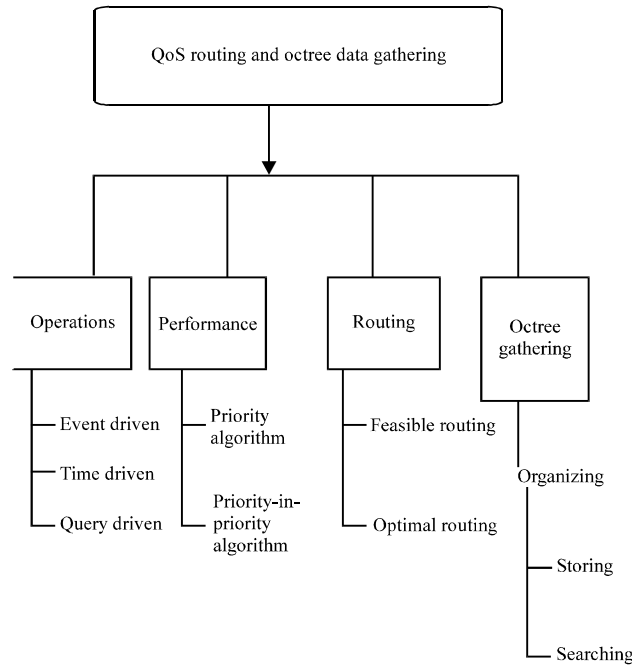 QoS routing and octree data gathering
Operations
Performance
Routing
Octree
gathering
Event driven
Time driven
Query driven
Priority
algorithm
Priority-in-
priority
algorithm
Feasible routing
Optimal routing
Organizing
Storing
Searching